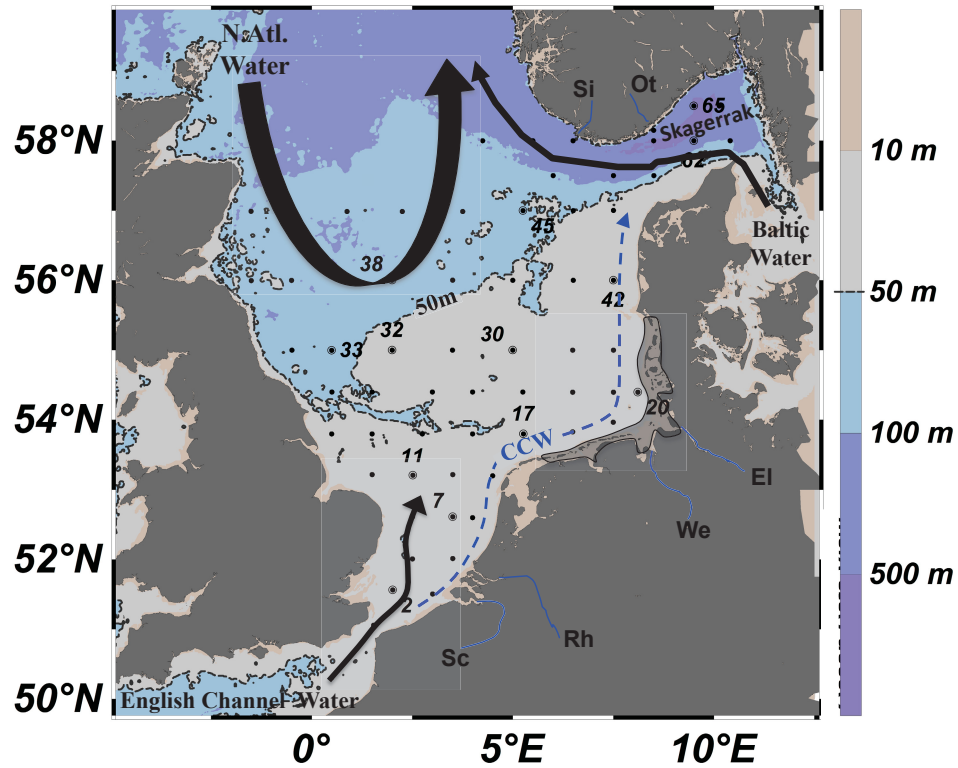 N.Atl.
Water
Si
Ot
65
Skagerrak
62
58°N
10 m
45
Baltic
Water
38
56°N
50m
42
50 m
32
30
33
54°N
17
20
100 m
CCW
11
El
7
We
52°N
500 m
2
Rh
Sc
50°N
English Channel Water
0°
5°E
10°E